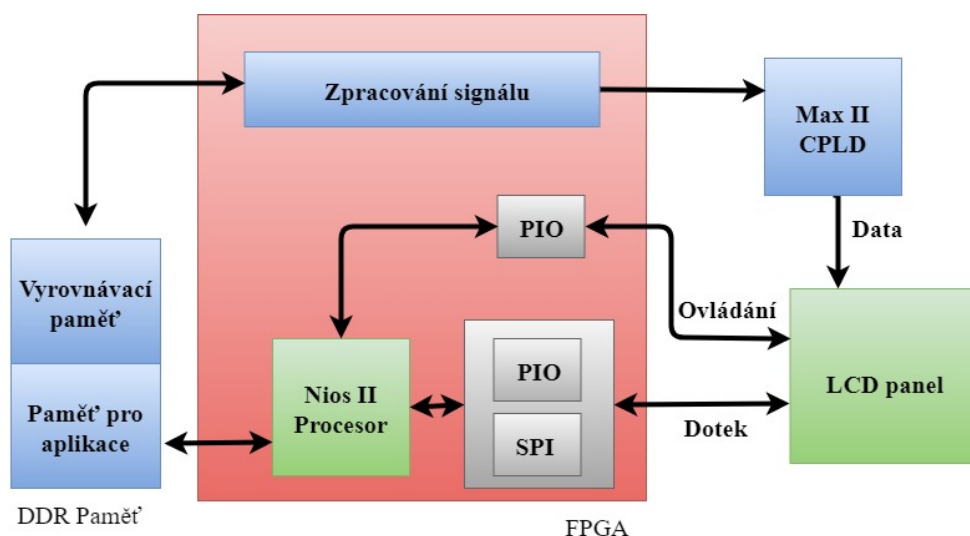 Zpracování signálu
Max II
CPLD
PIO
Data
Vyrovnávací
paměť
Ovládání
Nios II
Procesor
PIO
LCD panel
Paměť pro
aplikace
SPI
Dotek
DDR Paměť
FPGA